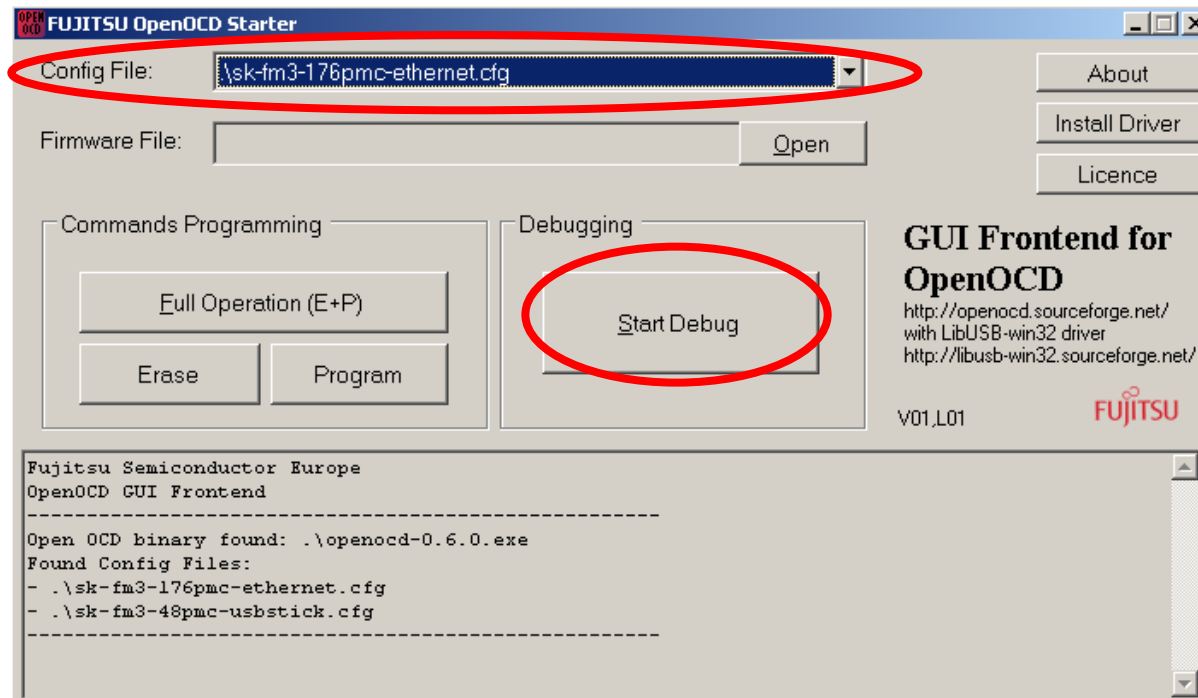 OPEN
OCD
FUJITSU OpenOCD Starter
Config File:
.\sk-fm3-176pmc-ethernet.cfg
About
Firmware File:
Open
Install Driver
Licence
Commands Programming
Debugging
Full Operation (E+P)
Start Debug
Erase
Program
GUI Frontend for
OpenOCD
http://openocd.sourceforge.net/
with LibUSB-win32 driver
http://libusb-win32.sourceforge.net/
V01,L01
FUJITSU
Fujitsu Semiconductor Europe
OpenOCD GUI Frontend
-----------------------------------------------------
Open OCD binary found: .\openocd-0.6.0.exe
Found Config Files:
- .\sk-fm3-176pmc-ethernet.cfg
- .\sk-fm3-48pmc-usbstick.cfg
-----------------------------------------------------